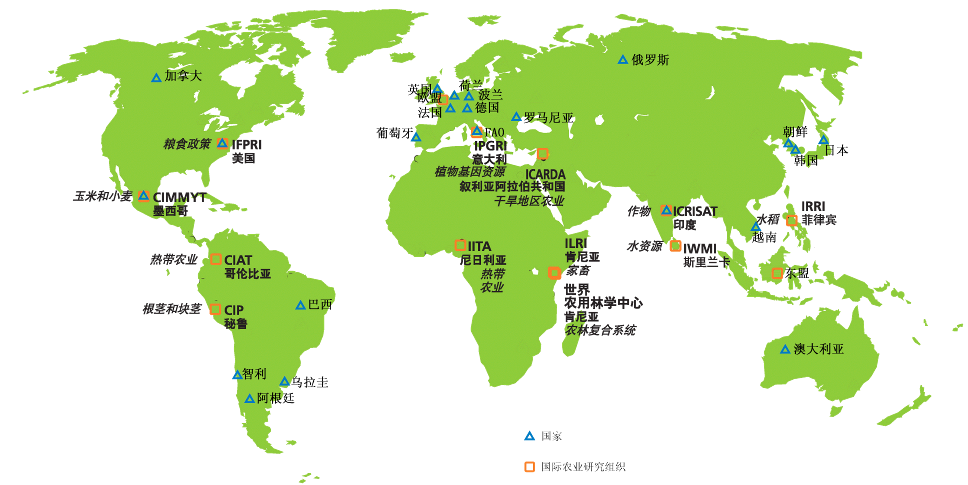 加拿大
俄罗斯
英国
荷兰
欧盟
波兰
法国
德国
罗马尼亚
葡萄牙
FAO
IPGRI
意大利
植物基因资源
ICARDA
叙利亚阿拉伯共和国
干旱地区农业
朝鲜
韩国
日本
粮食政策
IFPRI
美国
玉米和小麦
CIMMYT
墨西哥
作物
ICRISAT
印度
水稻
IRRI
菲律宾
越南
水资源
IWMI
斯里兰卡
东盟
热带农业
CIAT
哥伦比亚
IITA
尼日利亚
热带
农业
ILRI
肯尼亚
家畜
世界
农用林学中心
肯尼亚
农林复合系统
根茎和块茎
CIP
秘鲁
巴西
智利
乌拉圭
阿根廷
澳大利亚
国家
国际农业研究组织